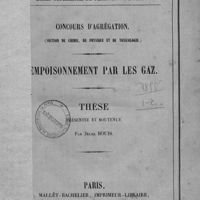 CONCOURS D'AGRÉGATION,
(SECTION DE CHIMIE, DE PHYSIQUE ET DE TOXICOLOGIE.)
EMPOISONNEMENT PAR LES GAZ.
THÈSE
PRÉSENTÉE ET SOUTENUE
PAR JULES BOUIS.
PARIS,
MALLET-BACHELIER, IMPRIMEUR-LIBRAIRE,